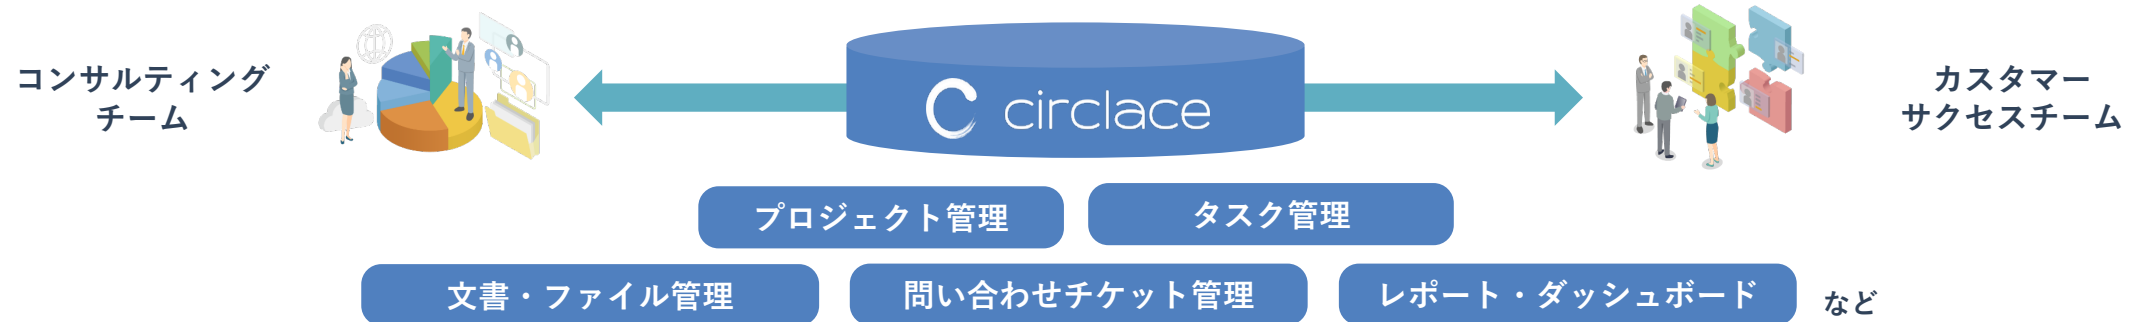 コンサルティング
チーム
circlace
カスタマー
サクセスチーム
プロジェクト管理
タスク管理
文書・ファイル管理
問い合わせチケット管理
レポート・ダッシュボード
など